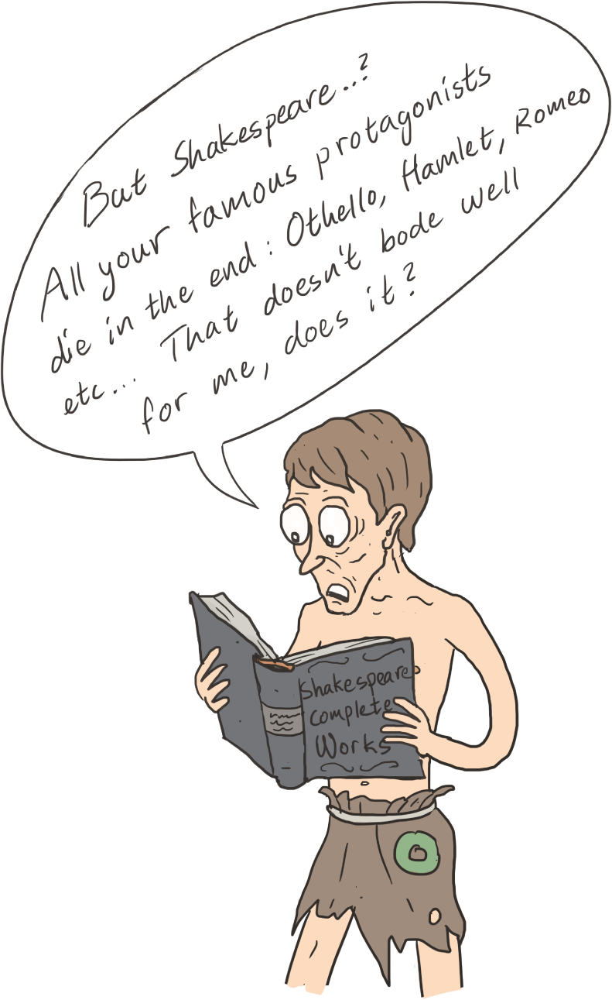 But Shakespeare..?
All your famous protagonists
die in the end: Othello, Hamlet, Romeo
etc... That doesn't bode well
for me, does it?
Shakespeares
Complete
Works